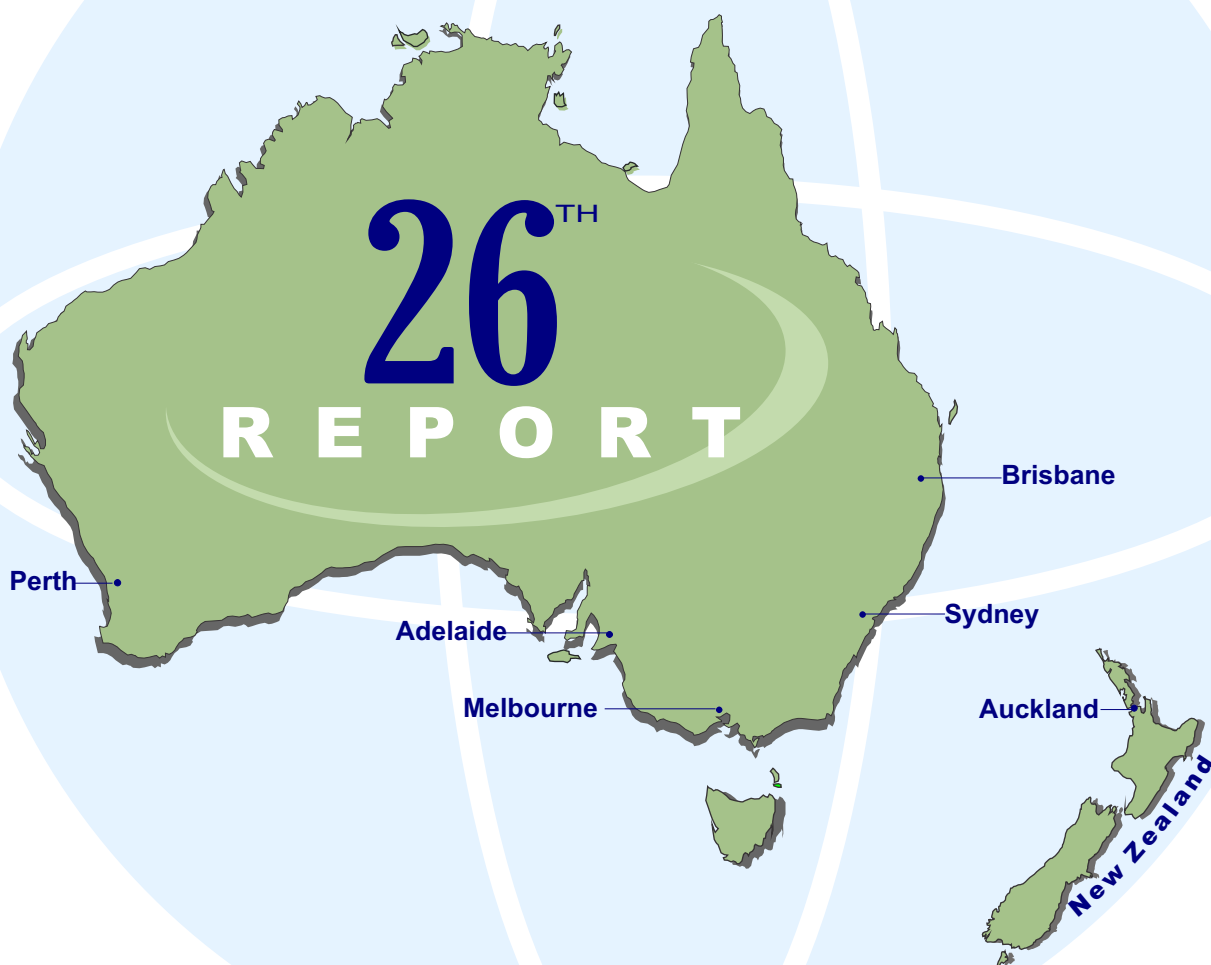 26TH
REPORT
Brisbane
Perth
Sydney
Adelaide
Melbourne
Auckland
New Zealand